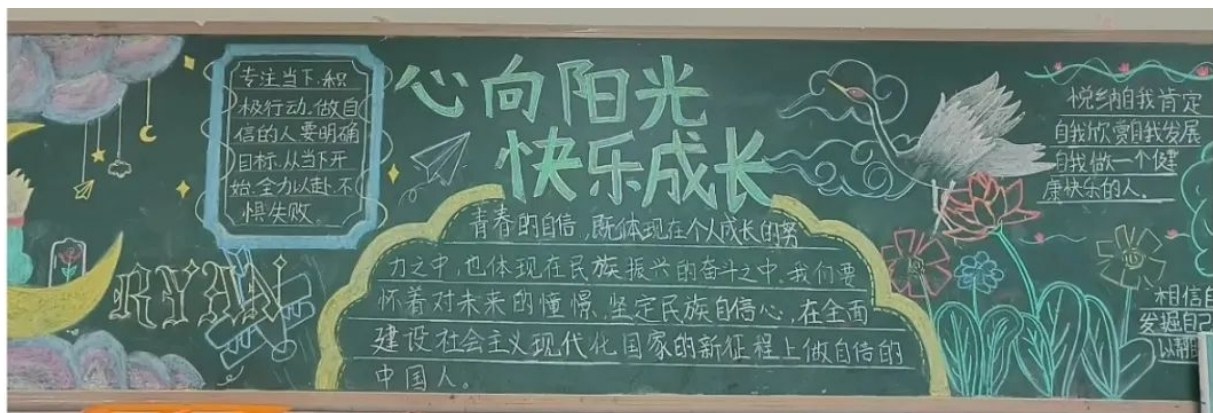 专注当下，积
极行动。做自
信的人要明确
目标，从当下开
始，全力以赴，不
惧失败。
心向阳光
快乐成长
RYAN
青春的自信，既体现在个人成长的努
力之中，也体现在民族振兴的奋斗之中。我们要
怀着对未来的憧憬，坚定民族自信心，在全面
建设社会主义现代化国家的新征程上做自信的
中国人。
悦纳自我肯定
自我欣赏自我发展
自我做一个健
康快乐的人。
相信自
发掘自己